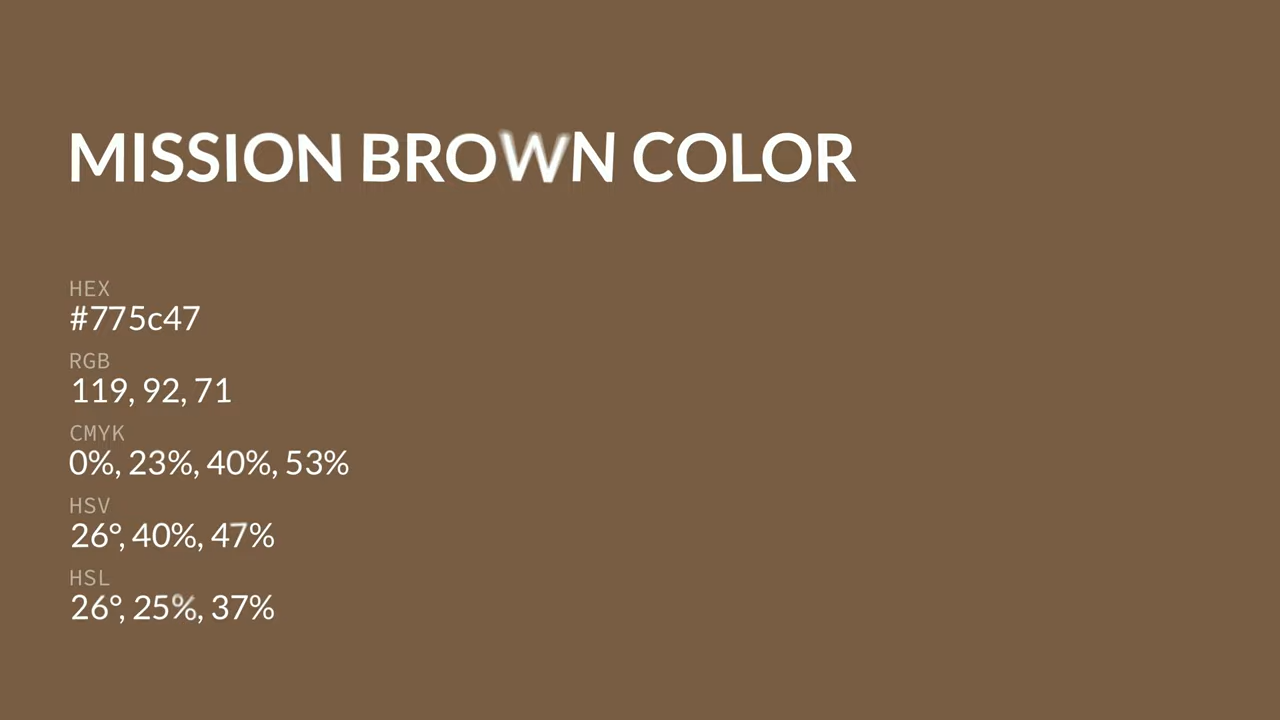 MISSION BROWN COLOR
HEX
#775c47
RGB
119, 92, 71
CMYK
0%, 23%, 40%, 53%
HSV
26°, 40%, 47%
HSL
26°, 25%, 37%